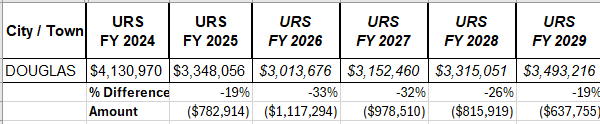 City / Town URS FY 2024 URS FY 2025 URS FY 2026 URS FY 2027 URS FY 2028 URS FY 2029
DOUGLAS $4,130,970 $3,348,056 $3,013,676 $3,152,460 $3,315,051 $3,493,216
% Difference -19% -33% -32% -26% -19%
Amount ($782,914) ($1,117,294) ($978,510) ($815,919) ($637,755)